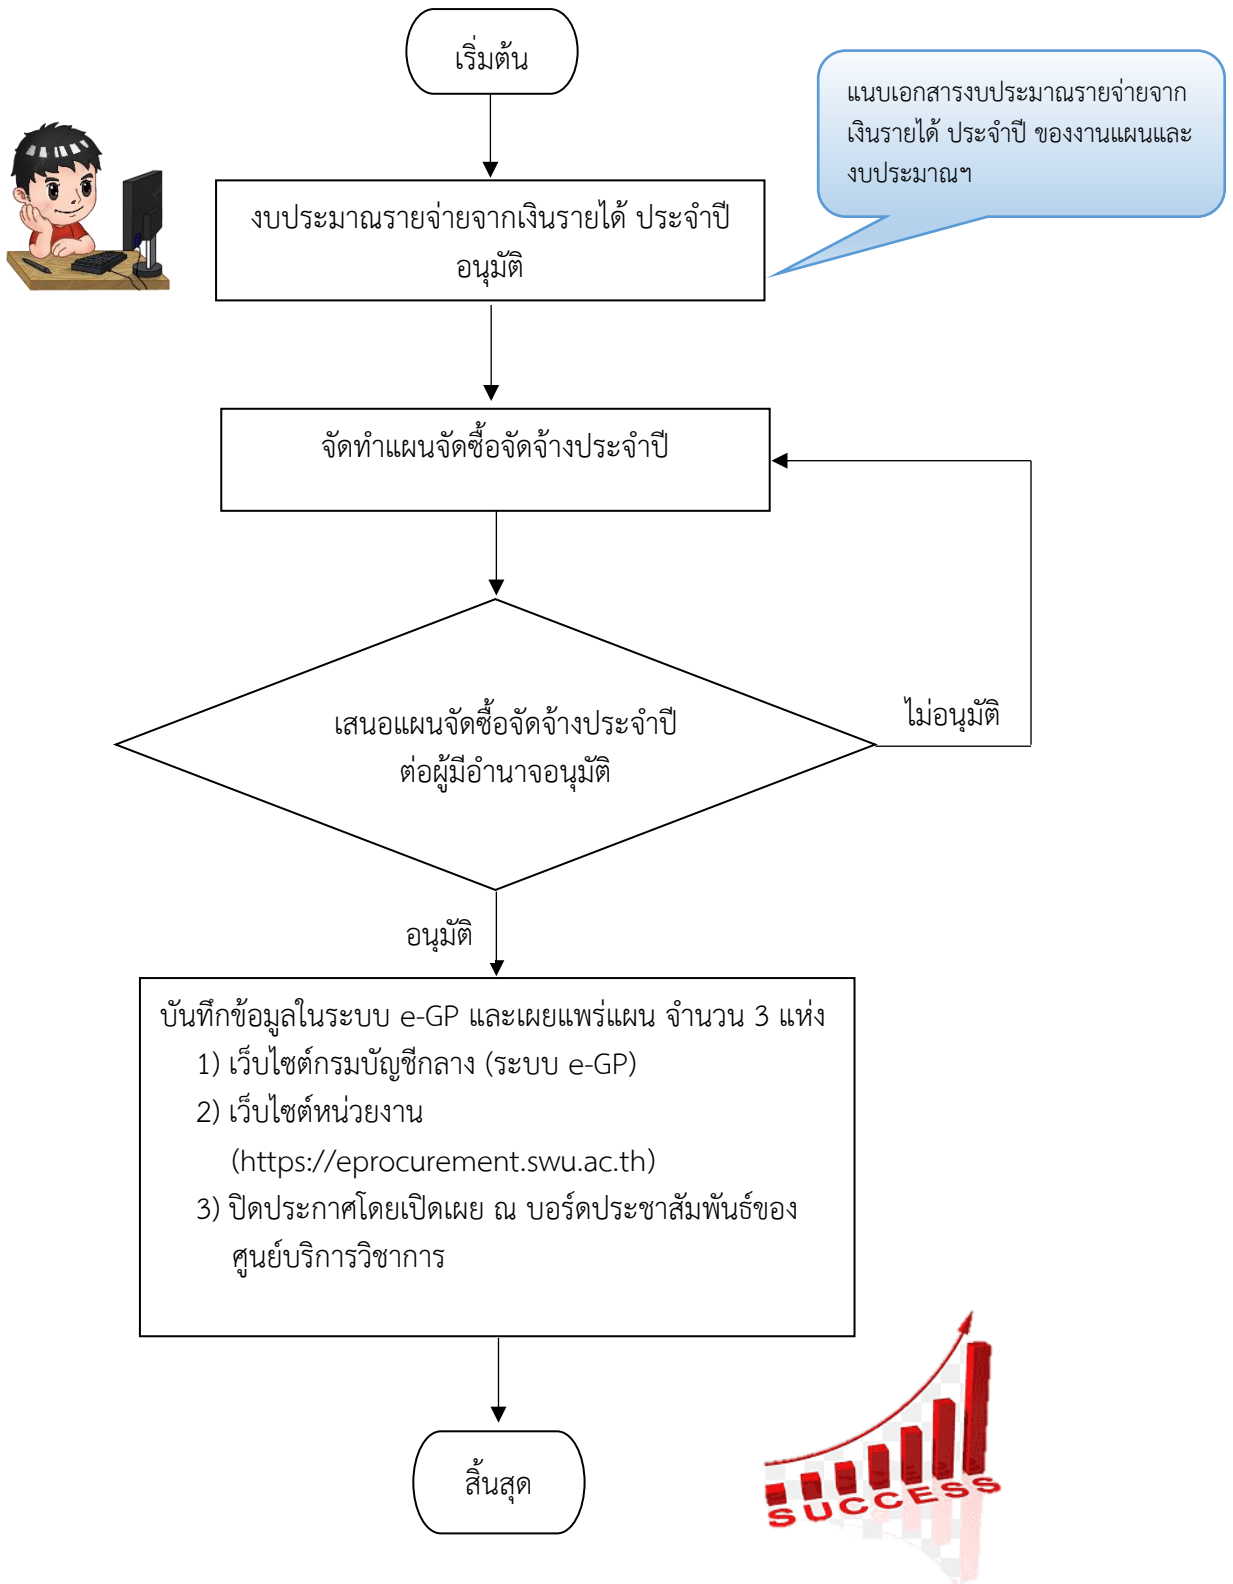 เริ่มต้น
แนบเอกสารงบประมาณรายจ่ายจาก
เงินรายได้ ประจำปี ของงานแผนและ
งบประมาณฯ
งบประมาณรายจ่ายจากเงินรายได้ ประจำปี
อนุมัติ
จัดทำแผนจัดซื้อจัดจ้างประจำปี
เสนอแผนจัดซื้อจัดจ้างประจำปี
ต่อผู้มีอำนาจอนุมัติ
ไม่อนุมัติ
อนุมัติ
บันทึกข้อมูลในระบบ e-GP และเผยแพร่แผน จำนวน 3 แห่ง
1) เว็บไซต์กรมบัญชีกลาง (ระบบ e-GP)
2) เว็บไซต์หน่วยงาน
(https://eprocurement.swu.ac.th)
3) ปิดประกาศโดยเปิดเผย ณ บอร์ดประชาสัมพันธ์ของ
ศูนย์บริการวิชาการ
สิ้นสุด
SUCCESS